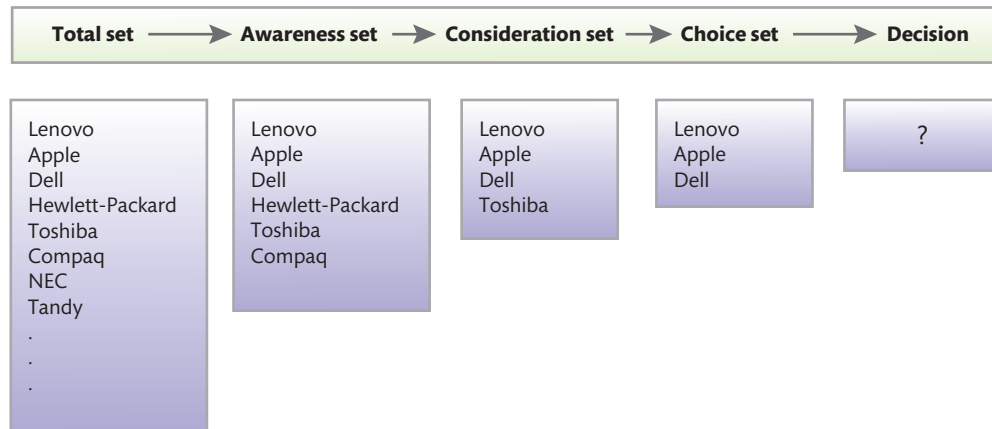 Total set Awareness set Consideration set Choice set Decision
Lenovo
Apple
Dell
Hewlett-Packard
Toshiba
Compaq
NEC
Tandy
.
.
.
Lenovo
Apple
Dell
Hewlett-Packard
Toshiba
Compaq
Lenovo
Apple
Dell
Toshiba
Lenovo
Apple
Dell
?